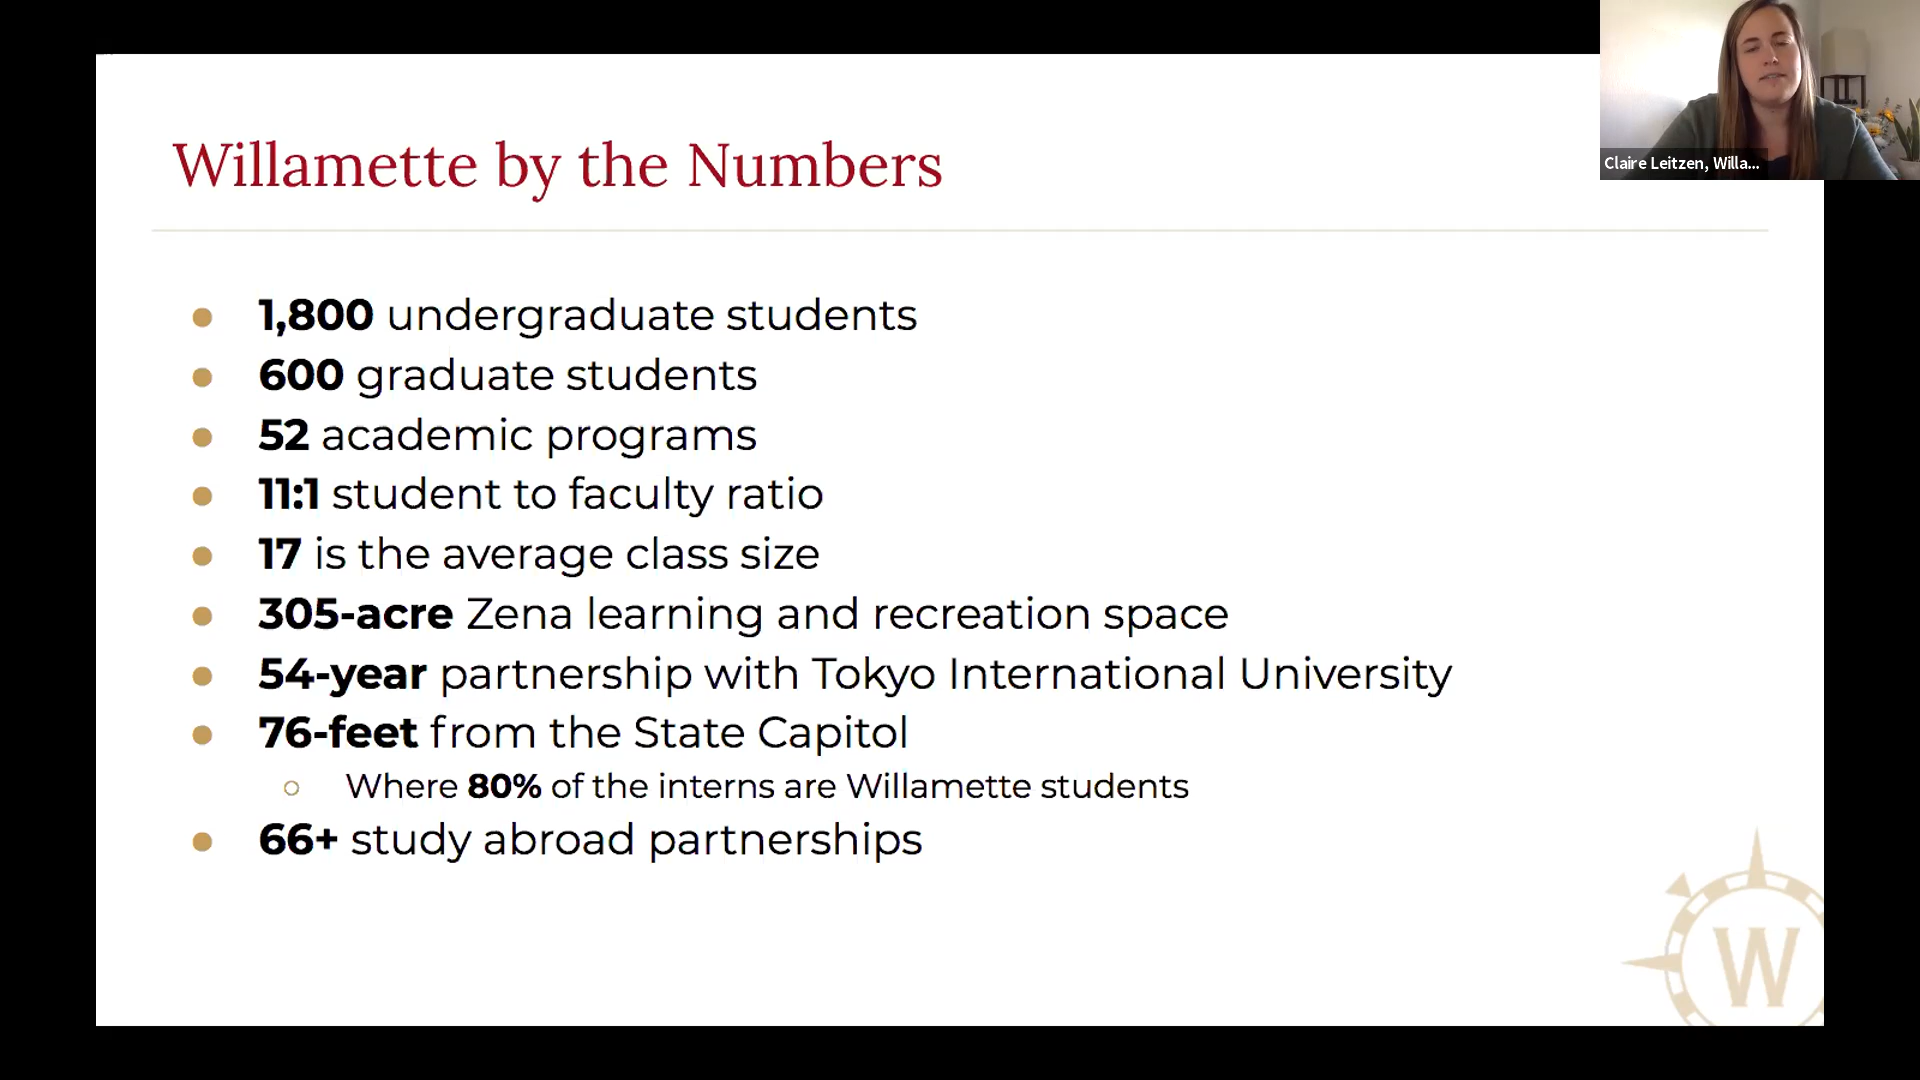 Willamette by the Numbers
Claire Leitzen, Willa...
1,800 undergraduate students
600 graduate students
52 academic programs
11:1 student to faculty ratio
17 is the average class size
305-acre Zena learning and recreation space
54-year partnership with Tokyo International University
76-feet from the State Capitol
Where 80% of the interns are Willamette students
66+ study abroad partnerships
W